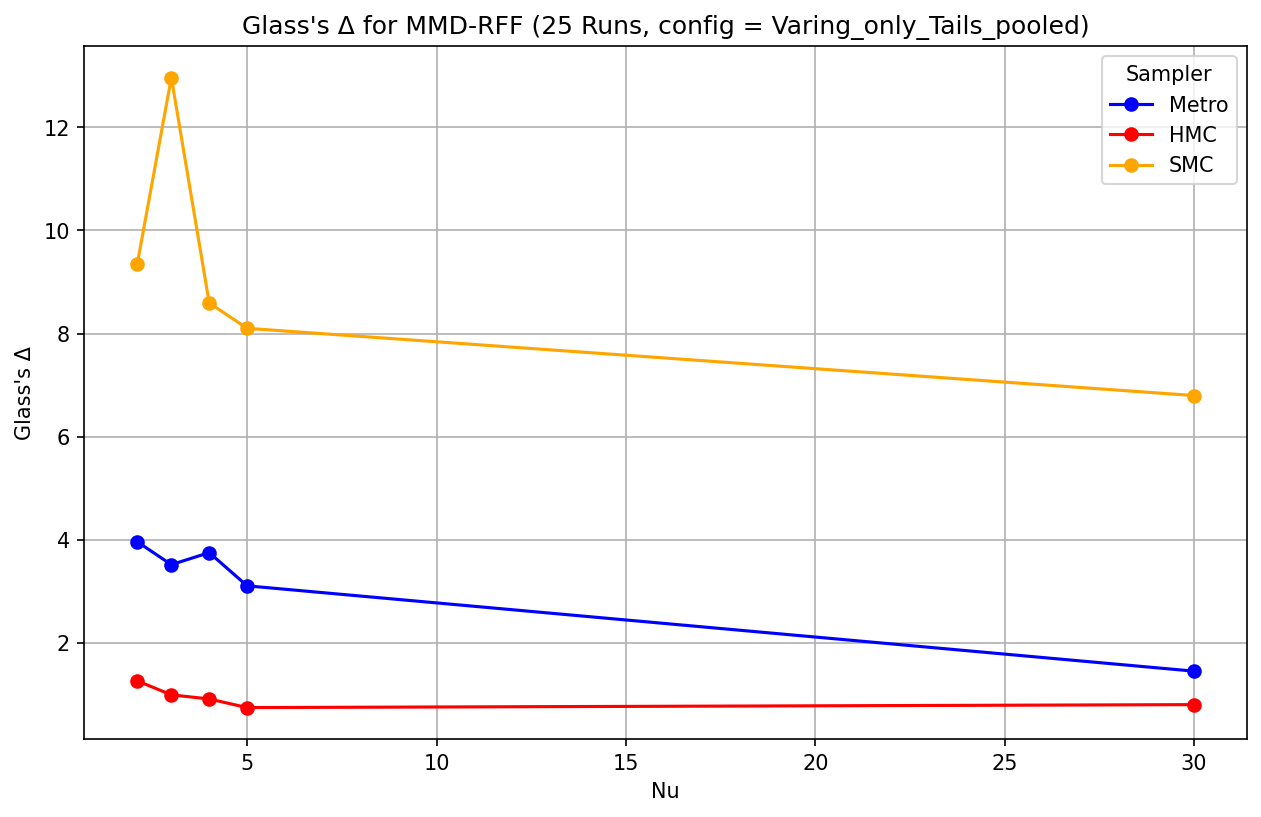 Glass's Δ for MMD-RFF (25 Runs, config = Varing_only_Tails_pooled)
Sampler
Metro
HMC
SMC
12
10
8
6
4
2
Glass's Δ
5
10
15
20
25
30
Nu